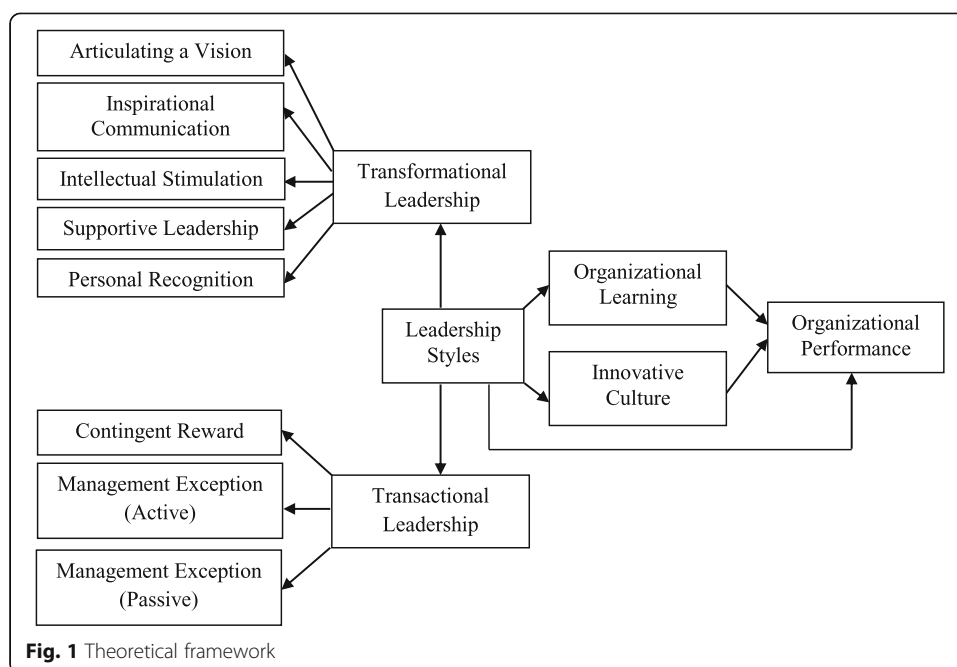 Articulating a Vision
Inspirational
Communication
Intellectual Stimulation
Supportive Leadership
Personal Recognition
Transformational
Leadership
Leadership
Styles
Organizational
Learning
Innovative
Culture
Organizational
Performance
Contingent Reward
Management Exception
(Active)
Management Exception
(Passive)
Transactional
Leadership
Fig. 1 Theoretical framework